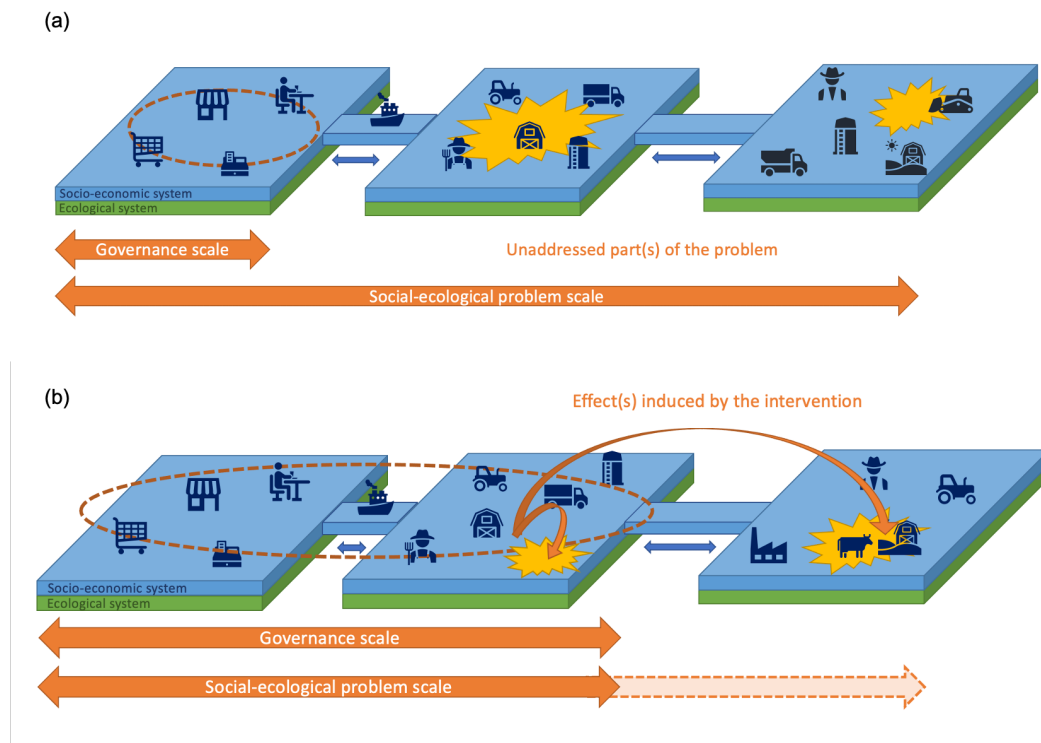 (a)
Socio-economic system
Ecological system
Governance scale
Unaddressed part(s) of the problem
Social-ecological problem scale
(b)
Effect(s) induced by the intervention
Socio-economic system
Ecological system
Governance scale
Social-ecological problem scale